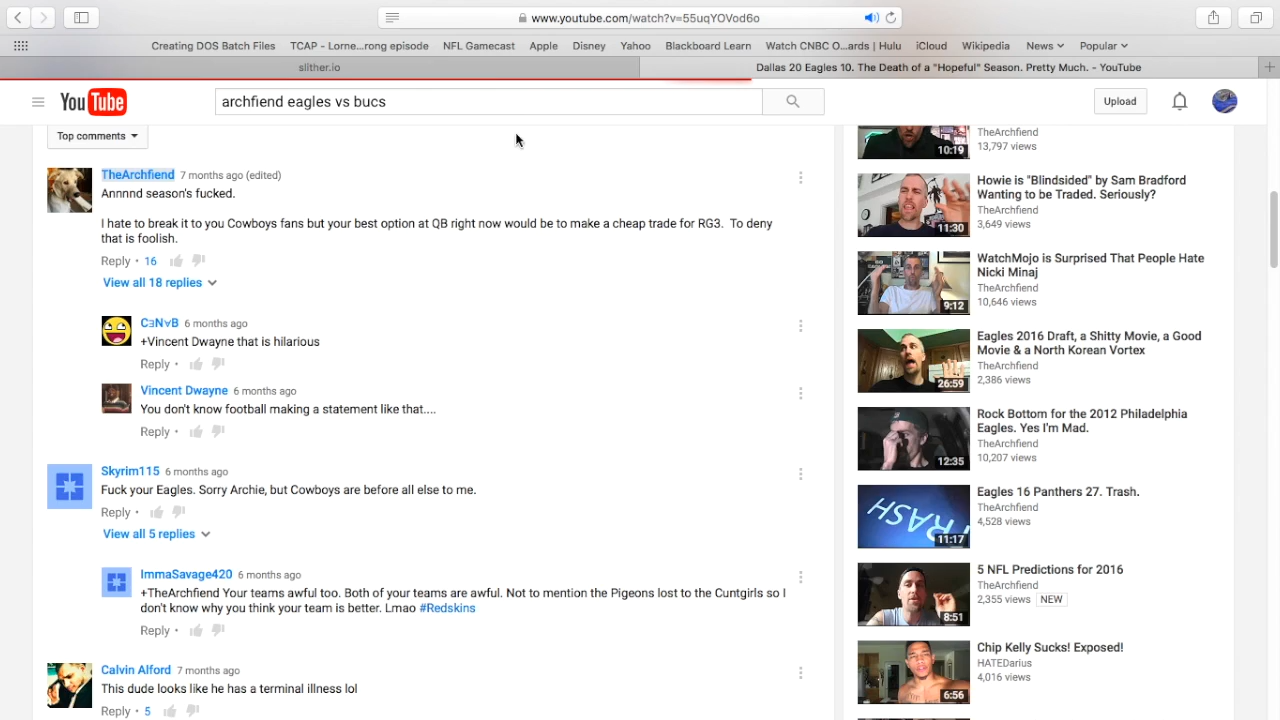 www.youtube.com/watch?v=55uqYOVod6o
Creating DOS Batch Files
TCAP - Lorne...rong episode
NFL Gamecast
Apple
Disney
Yahoo
Blackboard Learn
Watch CNBC O...ards | Hulu
iCloud
Wikipedia
News
Popular
slither.io
Dallas 20 Eagles 10. The Death of a "Hopeful" Season. Pretty Much. - YouTube
YouTube
archfiend eagles vs bucs
Upload
Top comments
TheArchfiend 7 months ago (edited)
Annnnd season's fucked.
I hate to break it to you Cowboys fans but your best option at QB right now would be to make a cheap trade for RG3. To deny
that is foolish.
Reply • 16
View all 18 replies
CƎN∀B 6 months ago
+Vincent Dwayne that is hilarious
Reply •
Vincent Dwayne 6 months ago
You don't know football making a statement like that....
Reply •
Skyrim115 6 months ago
Fuck your Eagles. Sorry Archie, but Cowboys are before all else to me.
Reply •
View all 5 replies
ImmaSavage420 6 months ago
+TheArchfiend Your teams awful too. Both of your teams are awful. Not to mention the Pigeons lost to the Cuntgirls so I
don't know why you think your team is better. Lmao #Redskins
Reply •
Calvin Alford 7 months ago
This dude looks like he has a terminal illness lol
Reply • 5
10:19
TheArchfiend
13,797 views
11:30
Howie is "Blindsided" by Sam Bradford
Wanting to be Traded. Seriously?
TheArchfiend
3,649 views
9:12
WatchMojo is Surprised That People Hate
Nicki Minaj
TheArchfiend
10,646 views
26:59
Eagles 2016 Draft, a Shitty Movie, a Good
Movie & a North Korean Vortex
TheArchfiend
2,386 views
12:35
Rock Bottom for the 2012 Philadelphia
Eagles. Yes I'm Mad.
TheArchfiend
10,207 views
TRASH
11:17
Eagles 16 Panthers 27. Trash.
TheArchfiend
4,528 views
8:51
5 NFL Predictions for 2016
TheArchfiend
2,355 views NEW
6:56
Chip Kelly Sucks! Exposed!
HATEDarius
4,016 views